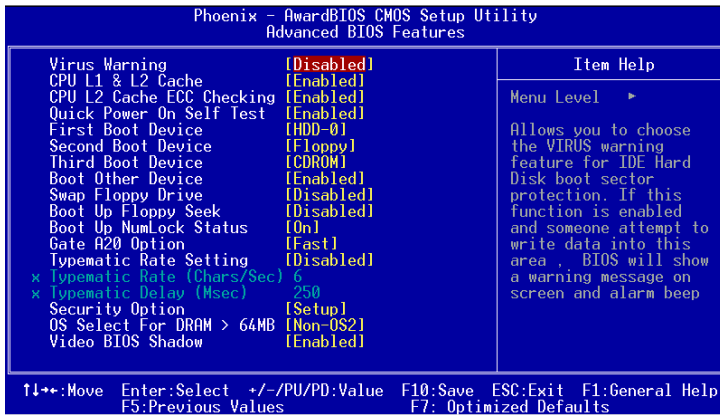 Phoenix - AwardBIOS CMOS Setup Utility
Advanced BIOS Features
Virus Warning [Disabled]
CPU L1 & L2 Cache [Enabled]
CPU L2 Cache ECC Checking [Enabled]
Quick Power On Self Test [Enabled]
First Boot Device [HDD-0]
Second Boot Device [Floppy]
Third Boot Device [CDROM]
Boot Other Device [Enabled]
Swap Floppy Drive [Disabled]
Boot Up Floppy Seek [Disabled]
Boot Up NumLock Status [On]
Gate A20 Option [Fast]
Typematic Rate Setting [Disabled]
x Typematic Rate (Chars/Sec) 6
x Typematic Delay (Msec) 250
Security Option [Setup]
OS Select For DRAM > 64MB [Non-OS2]
Video BIOS Shadow [Enabled]
Item Help
Menu Level ►
Allows you to choose
the VIRUS warning
feature for IDE Hard
Disk boot sector
protection. If this
function is enabled
and someone attempt to
write data into this
area , BIOS will show
a warning message on
screen and alarm beep
↑↓→←:Move Enter:Select +/-/PU/PD:Value F10:Save ESC:Exit F1:General Help
F5:Previous Values F7: Optimized Defaults